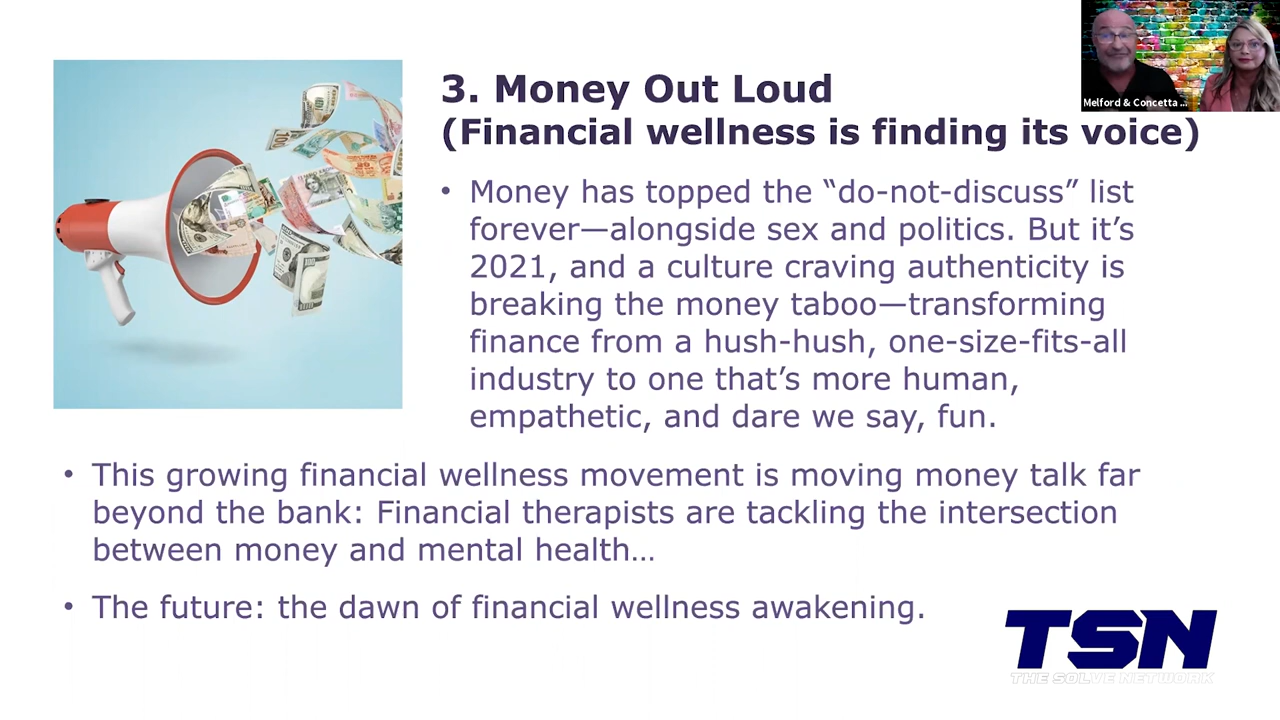 Melford & Concetta ...
3. Money Out Loud
(Financial wellness is finding its voice)
• Money has topped the “do-not-discuss” list
forever—alongside sex and politics. But it’s
2021, and a culture craving authenticity is
breaking the money taboo—transforming
finance from a hush-hush, one-size-fits-all
industry to one that’s more human,
empathetic, and dare we say, fun.
• This growing financial wellness movement is moving money talk far
beyond the bank: Financial therapists are tackling the intersection
between money and mental health…
• The future: the dawn of financial wellness awakening.
TSN
THE SOLVE NETWORK